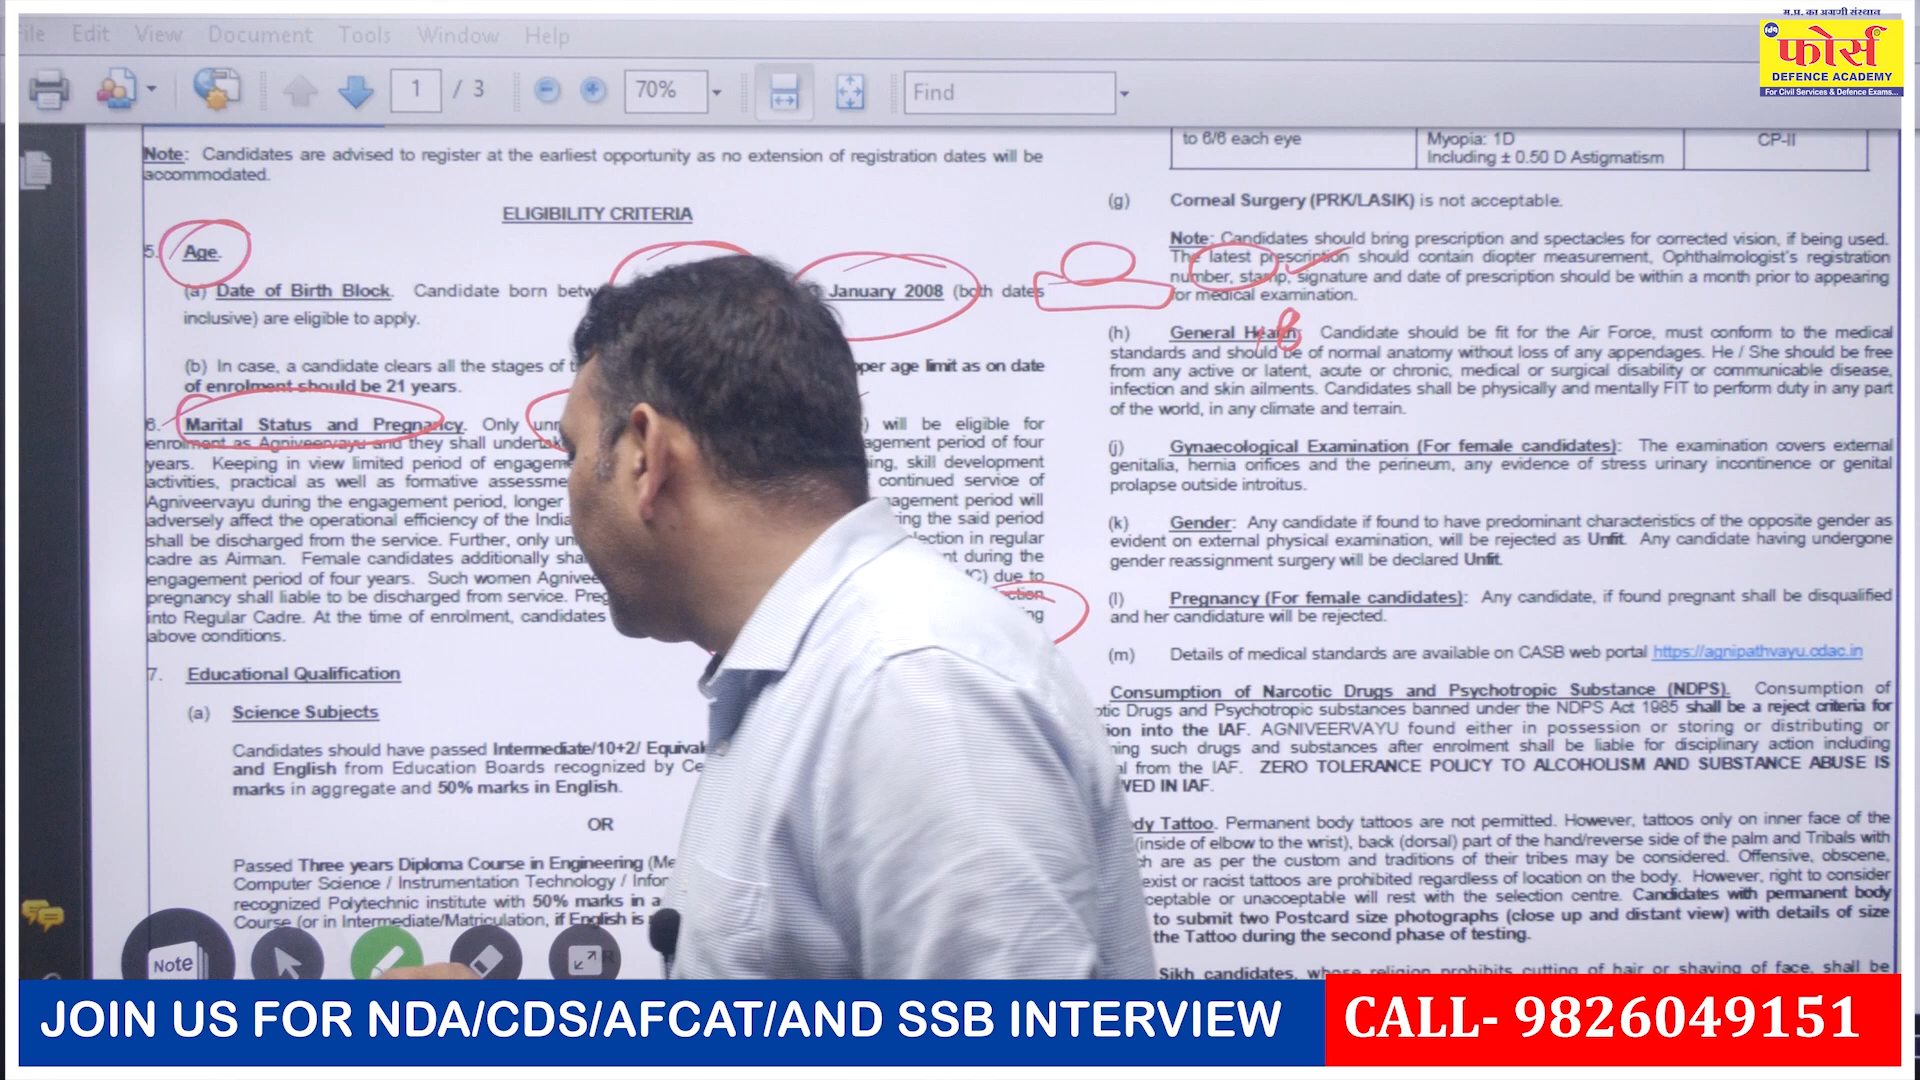 म.प्र. का अग्रणी संस्थान
fda
फोर्स
DEFENCE ACADEMY
For Civil Services & Defence Exams...
File Edit View Document Tools Window Help
1 / 3 70% Find
Note: Candidates are advised to register at the earliest opportunity as no extension of registration dates will be
accommodated.
ELIGIBILITY CRITERIA
5. Age.
(a) Date of Birth Block. Candidate born January 2008 (both dates
inclusive) are eligible to apply.
(b) In case, a candidate clears all the stages of age limit as on date
of enrolment should be 21 years.
6. Marital Status and Pregnancy. Only will be eligible for
enrolment as Agniveervayu and they shall period of four
years. Keeping in view limited period of skill development
activities, practical as well as formative continued service of
Agniveervayu during the engagement period, longer period will
adversely affect the operational efficiency of the the said period
shall be discharged from the service. Further, only in regular
cadre as Airman. Female candidates additionally during the
engagement period of four years. Such women due to
pregnancy shall liable to be discharged from service.
into Regular Cadre. At the time of enrolment, candidates
above conditions.
7. Educational Qualification
(a) Science Subjects
Candidates should have passed Intermediate/10+2/
and English from Education Boards recognized by
marks in aggregate and 50% marks in English.
OR
Passed Three years Diploma Course in Engineering
Computer Science / Instrumentation Technology /
recognized Polytechnic institute with 50% marks in
Course (or in Intermediate/Matriculation, if English is
Note
to 6/6 each eye Myopia: 1D CP-II
Including ± 0.50 D Astigmatism
(g) Corneal Surgery (PRK/LASIK) is not acceptable.
Note: Candidates should bring prescription and spectacles for corrected vision, if being used.
The latest prescription should contain diopter measurement, Ophthalmologist's registration
number, stamp, signature and date of prescription should be within a month prior to appearing
for medical examination.
(h) General Health: Candidate should be fit for the Air Force, must conform to the medical
standards and should be of normal anatomy without loss of any appendages. He / She should be free
from any active or latent, acute or chronic, medical or surgical disability or communicable disease,
infection and skin ailments. Candidates shall be physically and mentally FIT to perform duty in any part
of the world, in any climate and terrain.
(j) Gynaecological Examination (For female candidates): The examination covers external
genitalia, hernia orifices and the perineum, any evidence of stress urinary incontinence or genital
prolapse outside introitus.
(k) Gender: Any candidate if found to have predominant characteristics of the opposite gender as
evident on external physical examination, will be rejected as Unfit. Any candidate having undergone
gender reassignment surgery will be declared Unfit.
(l) Pregnancy (For female candidates): Any candidate, if found pregnant shall be disqualified
and her candidature will be rejected.
(m) Details of medical standards are available on CASB web portal https://agnipathvayu.cdac.in
Consumption of Narcotic Drugs and Psychotropic Substance (NDPS). Consumption of
Drugs and Psychotropic substances banned under the NDPS Act 1985 shall be a reject criteria for
into the IAF. AGNIVEERVAYU found either in possession or storing or distributing or
such drugs and substances after enrolment shall be liable for disciplinary action including
from the IAF. ZERO TOLERANCE POLICY TO ALCOHOLISM AND SUBSTANCE ABUSE IS
IN IAF.
Tattoo. Permanent body tattoos are not permitted. However, tattoos only on inner face of the
(inside of elbow to the wrist), back (dorsal) part of the hand/reverse side of the palm and Tribals with
are as per the custom and traditions of their tribes may be considered. Offensive, obscene,
or racist tattoos are prohibited regardless of location on the body. However, right to consider
or unacceptable will rest with the selection centre. Candidates with permanent body
to submit two Postcard size photographs (close up and distant view) with details of size
the Tattoo during the second phase of testing.
Sikh candidates, whose religion prohibits cutting of hair or shaving of face, shall be
JOIN US FOR NDA/CDS/AFCAT/AND SSB INTERVIEW
CALL- 9826049151